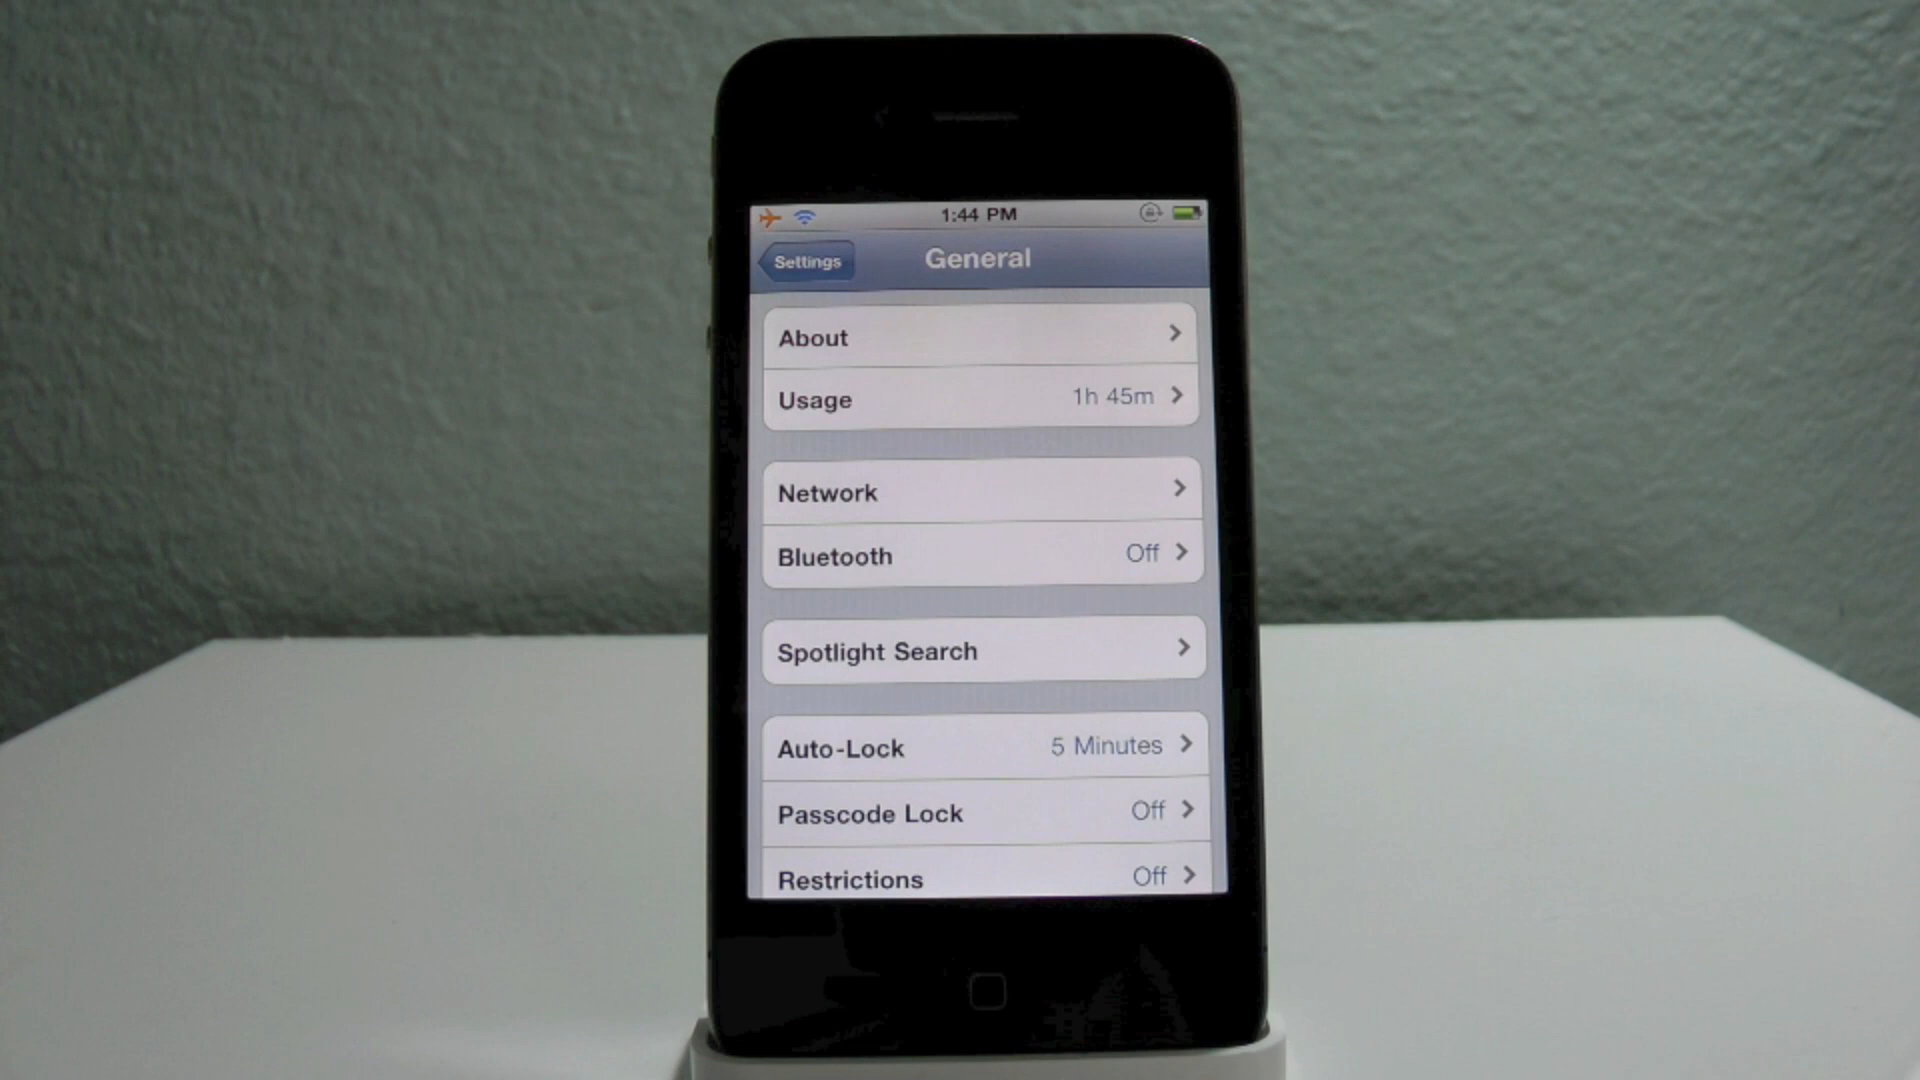 1:44 PM
Settings
General
About
Usage 1h 45m
Network
Bluetooth Off
Spotlight Search
Auto-Lock 5 Minutes
Passcode Lock Off
Restrictions Off